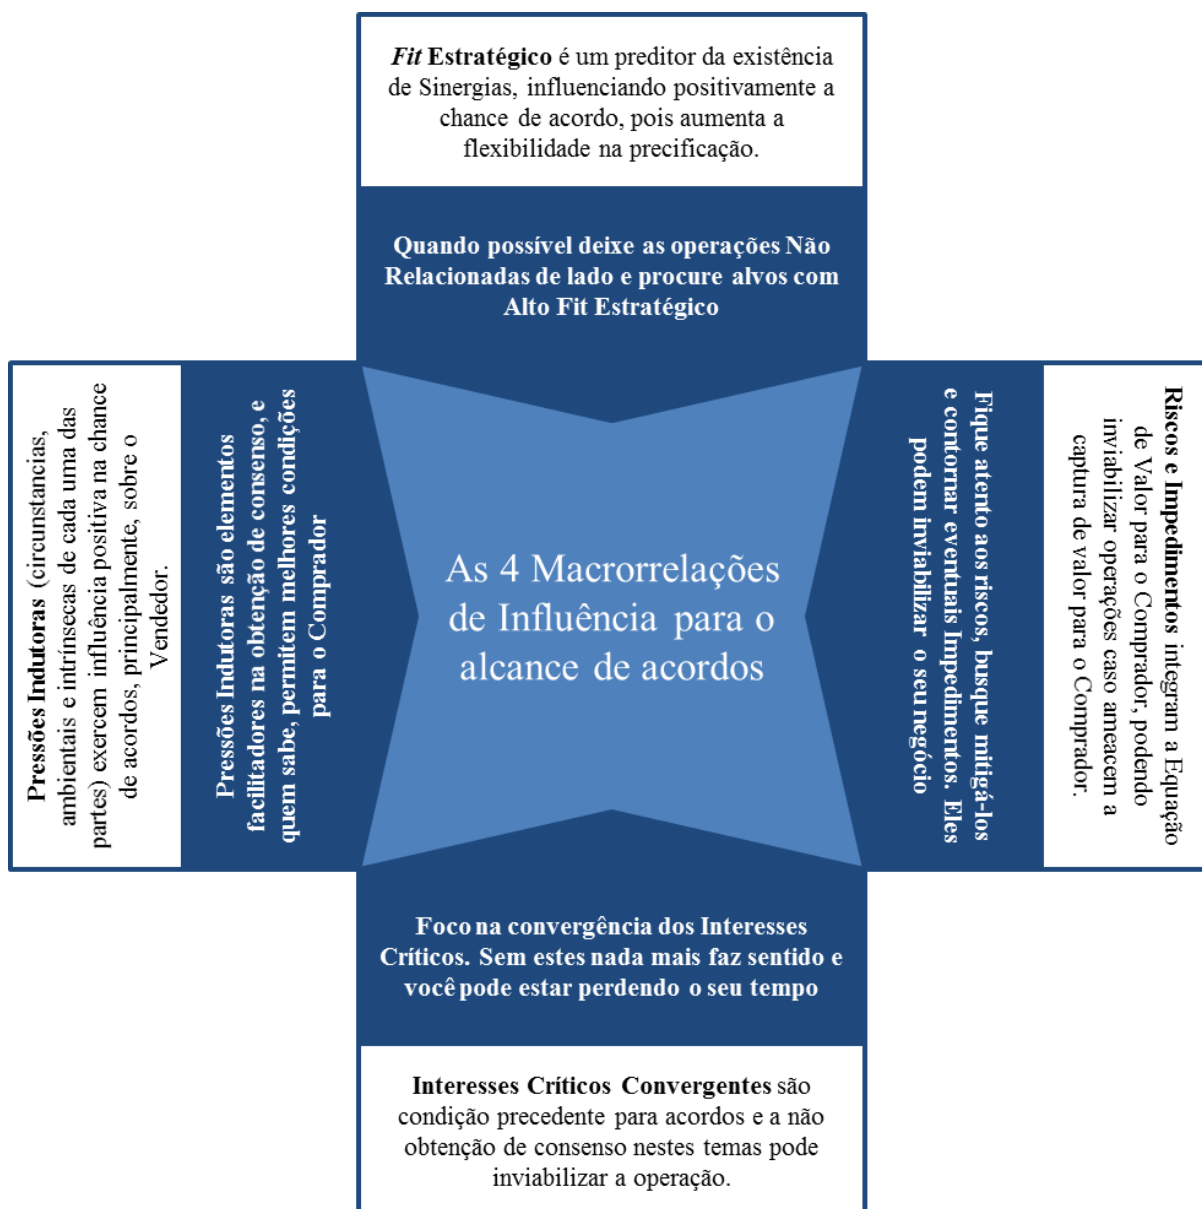 Fit Estratégico é um preditor da existência
de Sinergias, influenciando positivamente a
chance de acordo, pois aumenta a
flexibilidade na precificação.
Quando possível deixe as operações Não
Relacionadas de lado e procure alvos com
Alto Fit Estratégico
Pressões Indutoras (circunstancias,
ambientais e intrínsecas de cada uma das
partes) exercem influência positiva na chance
de acordos, principalmente, sobre o
Vendedor.
Pressões Indutoras são elementos
facilitadores na obtenção de consenso, e
quem sabe, permitem melhores condições
para o Comprador
As 4 Macrorrelações
de Influência para o
alcance de acordos
Fique atento aos riscos, busque mitigá-los
e contornar eventuais Impedimentos. Eles
podem inviabilizar o seu negócio
Riscos e Impedimentos integram a Equação
de Valor para o Comprador, podendo
inviabilizar operações caso ameacem a
captura de valor para o Comprador.
Foco na convergência dos Interesses
Críticos. Sem estes nada mais faz sentido e
você pode estar perdendo o seu tempo
Interesses Críticos Convergentes são
condição precedente para acordos e a não
obtenção de consenso nestes temas pode
inviabilizar a operação.